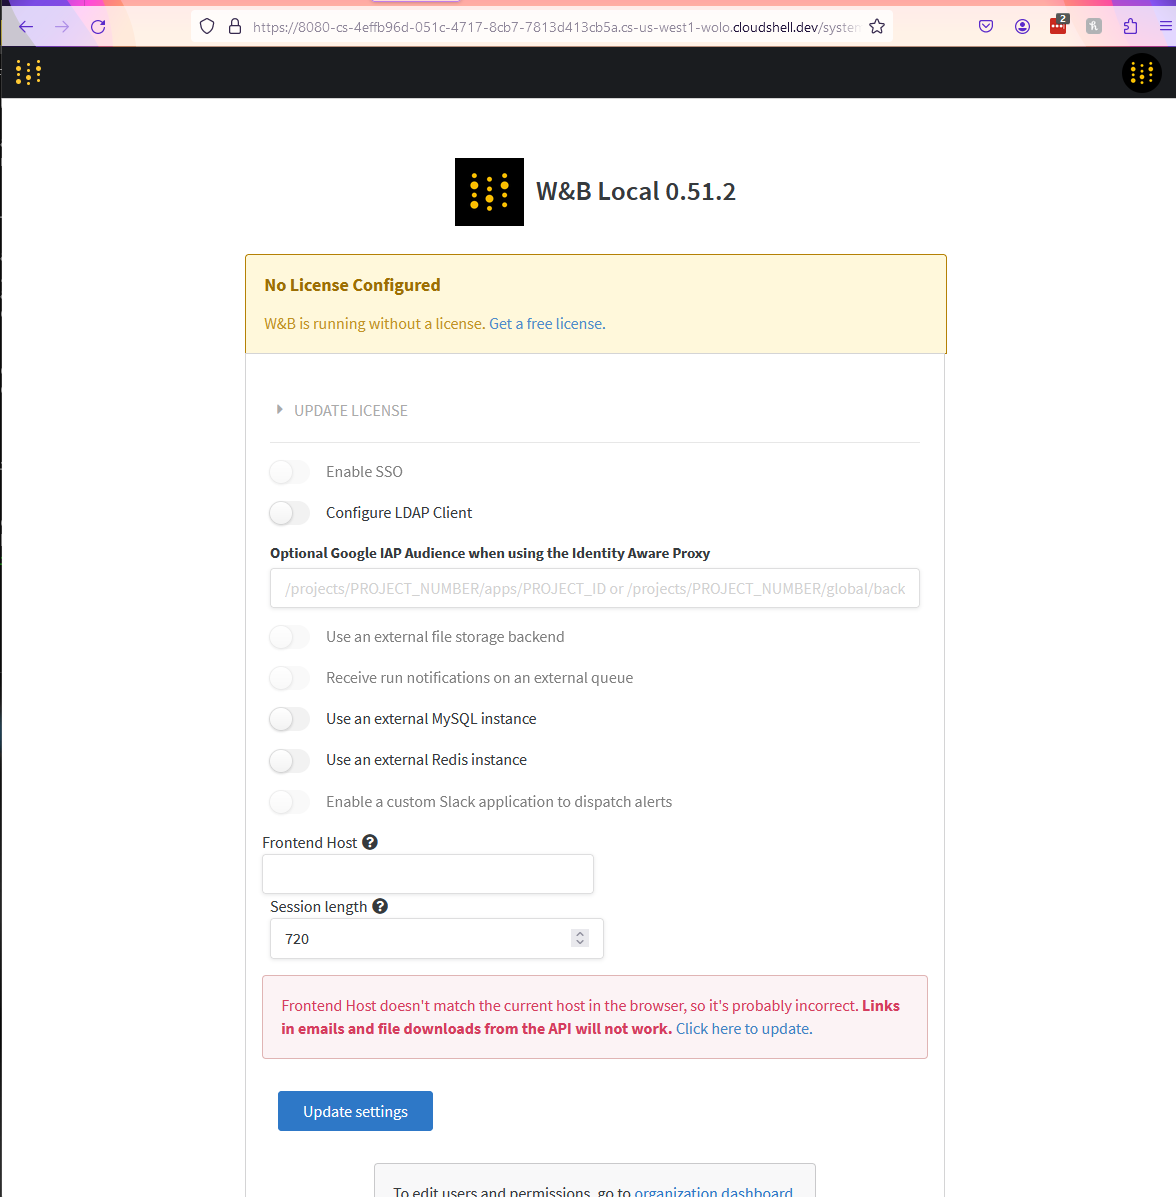 https://8080-cs-4effb96d-051c-4717-8cb7-7813d413cb5a.cs-us-west1-wolo.cloudshell.dev/system
2
W&B Local 0.51.2
No License Configured
W&B is running without a license. Get a free license.
UPDATE LICENSE
Enable SSO
Configure LDAP Client
Optional Google IAP Audience when using the Identity Aware Proxy
/projects/PROJECT_NUMBER/apps/PROJECT_ID or /projects/PROJECT_NUMBER/global/back
Use an external file storage backend
Receive run notifications on an external queue
Use an external MySQL instance
Use an external Redis instance
Enable a custom Slack application to dispatch alerts
Frontend Host ?
Session length ?
720
Frontend Host doesn't match the current host in the browser, so it's probably incorrect. Links
in emails and file downloads from the API will not work. Click here to update.
Update settings
To edit users and permissions, go to organization dashboard